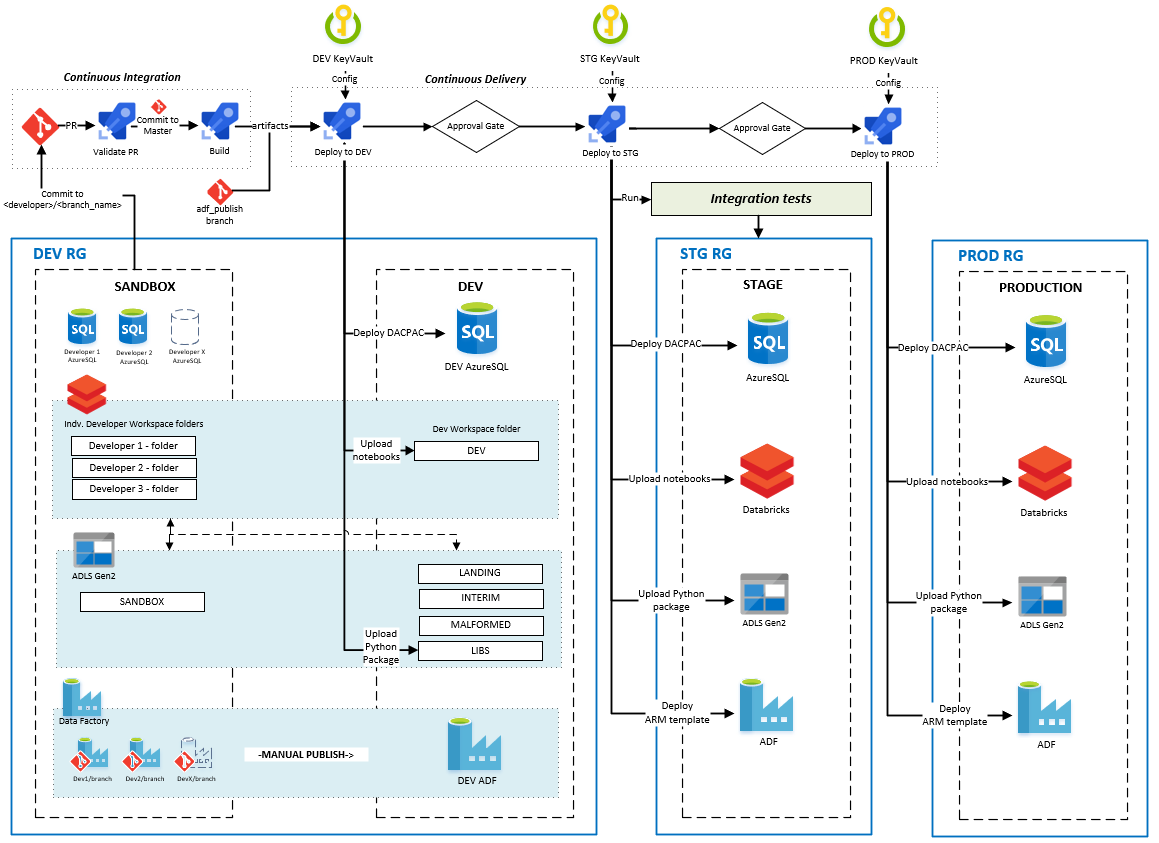 DEV KeyVault
STG KeyVault
PROD KeyVault
Continuous Integration
Continuous Delivery
Config
Config
Config
PR
Commit to
Master
artifacts
Validate PR
Build
Deploy to DEV
Approval Gate
Deploy to STG
Approval Gate
Deploy to PROD
Commit to
<developer>/<branch_name>
adf_publish
branch
Run
Integration tests
DEV RG
STG RG
PROD RG
SANDBOX
SQL
Developer 1
AzureSQL
SQL
Developer 2
AzureSQL
Developer X
AzureSQL
DEV
Deploy DACPAC
SQL
DEV AzureSQL
Indv. Developer Workspace folders
Developer 1 - folder
Developer 2 - folder
Developer 3 - folder
Dev Workspace folder
Upload
notebooks
DEV
ADLS Gen2
SANDBOX
LANDING
INTERIM
MALFORMED
LIBS
Upload
Python
Package
Data Factory
Dev1/branch
Dev2/branch
DevX/branch
-MANUAL PUBLISH->
DEV ADF
STAGE
Deploy DACPAC
SQL
AzureSQL
Upload notebooks
Databricks
Upload Python
package
ADLS Gen2
Deploy
ARM template
ADF
PRODUCTION
Deploy DACPAC
SQL
AzureSQL
Upload notebooks
Databricks
Upload Python
package
ADLS Gen2
Deploy
ARM template
ADF